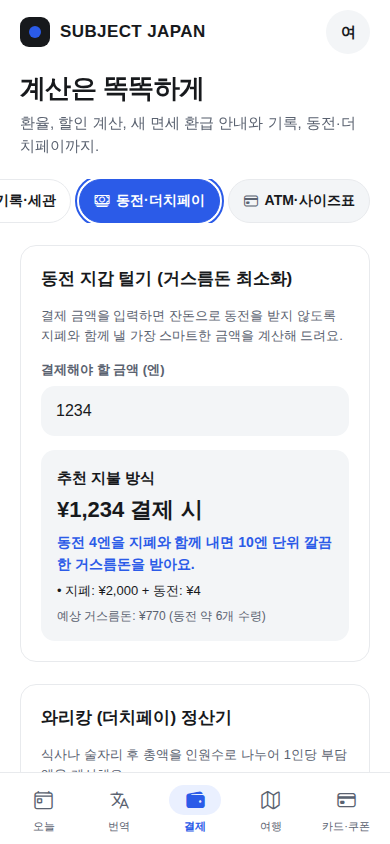 SUBJECT JAPAN
여
계산은 똑똑하게
환율, 할인 계산, 새 면세 환급 안내와 기록, 동전·더
치페이까지.
기록·세관
동전·더치페이
ATM·사이즈표
동전 지갑 털기 (거스름돈 최소화)
결제 금액을 입력하면 잔돈으로 동전을 받지 않도록
지폐와 함께 낼 가장 스마트한 금액을 계산해 드려요.
결제해야 할 금액 (엔)
1234
추천 지불 방식
¥1,234 결제 시
동전 4엔을 지폐와 함께 내면 10엔 단위 깔끔
한 거스름돈을 받아요.
• 지폐: ¥2,000 + 동전: ¥4
예상 거스름돈: ¥770 (동전 약 6개 수령)
와리캉 (더치페이) 정산기
식사나 술자리 후 총액을 인원수로 나누어 1인당 부담
오늘
번역
결제
여행
카드·쿠폰